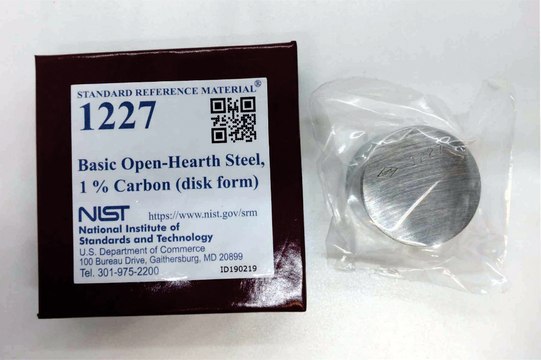 STANDARD REFERENCE MATERIAL®
1227
Basic Open-Hearth Steel,
1 % Carbon (disk form)
NIST https://www.nist.gov/srm
National Institute of
Standards and Technology
U.S. Department of Commerce
100 Bureau Drive, Gaithersburg, MD 20899
Tel. 301-975-2200 ID190219